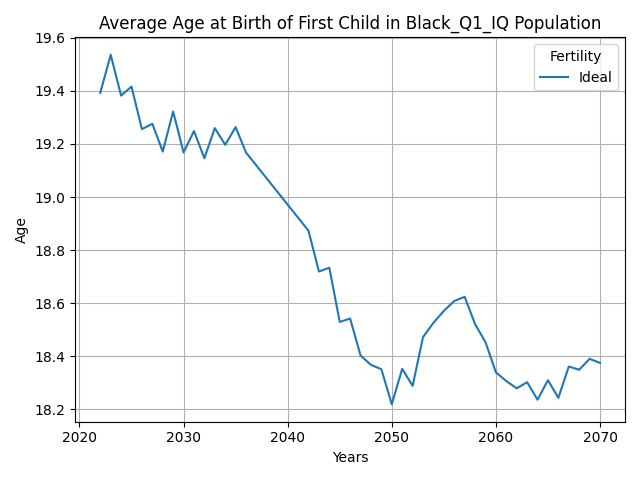 Average Age at Birth of First Child in Black_Q1_IQ Population
Fertility
Ideal
19.6
19.4
19.2
19.0
18.8
18.6
18.4
18.2
Age
2020
2030
2040
2050
2060
2070
Years